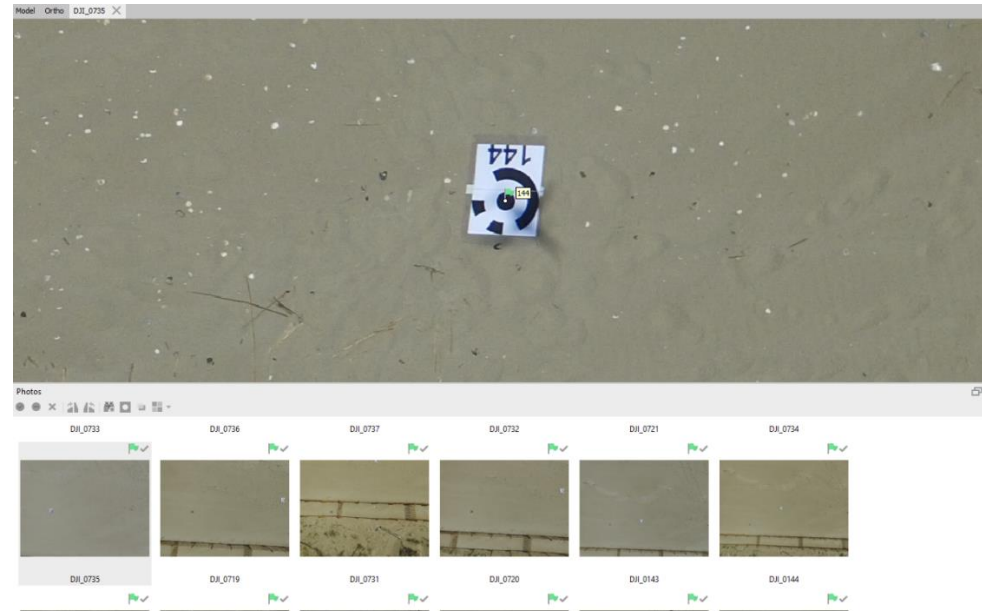 Model Ortho DJI_0735
144
144
Photos
DJI_0733 DJI_0736 DJI_0737 DJI_0732 DJI_0721 DJI_0734
DJI_0735 DJI_0719 DJI_0731 DJI_0720 DJI_0143 DJI_0144